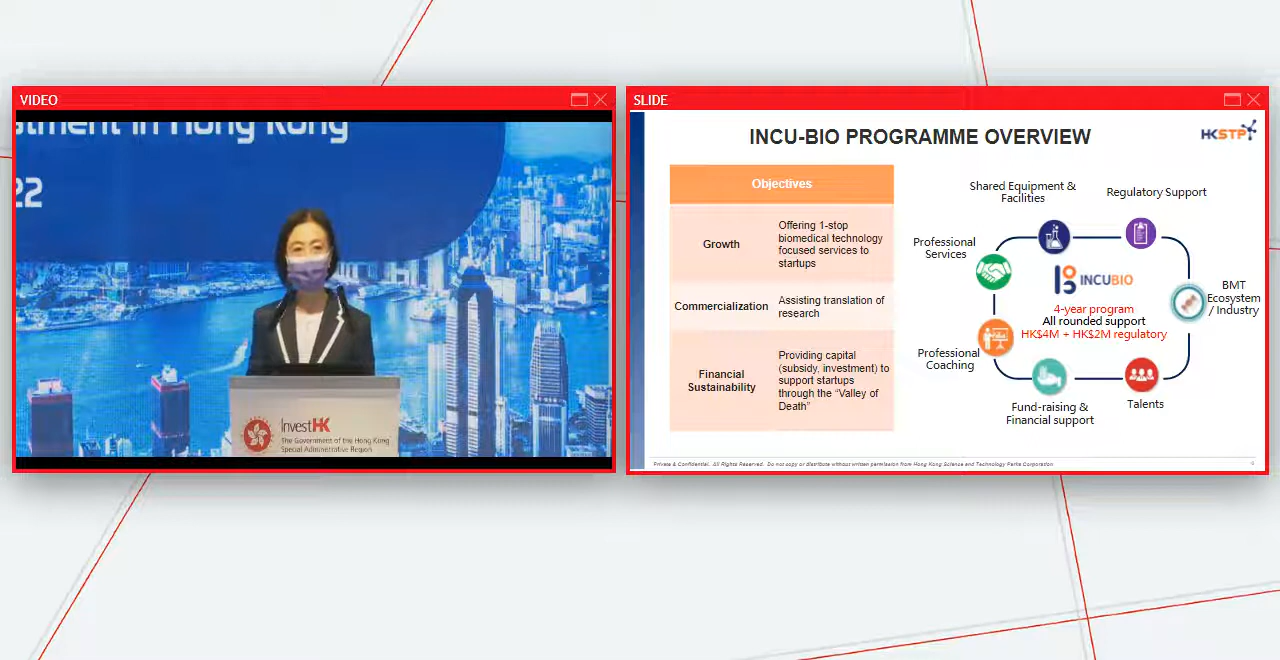 VIDEO
SLIDE
in Hong Kong
22
InvestHK
The Government of the Hong Kong
Special Administrative Region
INCU-BIO PROGRAMME OVERVIEW
HKSTP
Objectives
Growth
Offering 1-stop
biomedical technology
focused services to
startups
Commercialization
Assisting translation of
research
Financial
Sustainability
Providing capital
(subsidy, investment) to
support startups
through the “Valley of
Death”
Shared Equipment &
Facilities
Regulatory Support
Professional
Services
INCUBIO
BMT
Ecosystem
/ Industry
4-year program
All rounded support
HK$4M + HK$2M regulatory
Professional
Coaching
Fund-raising &
Financial support
Talents
Private & Confidential. All Rights Reserved. Do not copy or distribute without written permission from Hong Kong Science and Technology Parks Corporation